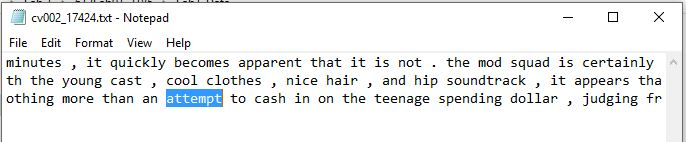 cv002_17424.txt - Notepad
File Edit Format View Help
minutes , it quickly becomes apparent that it is not . the mod squad is certainly
th the young cast , cool clothes , nice hair , and hip soundtrack , it appears tha
othing more than an attempt to cash in on the teenage spending dollar , judging fr